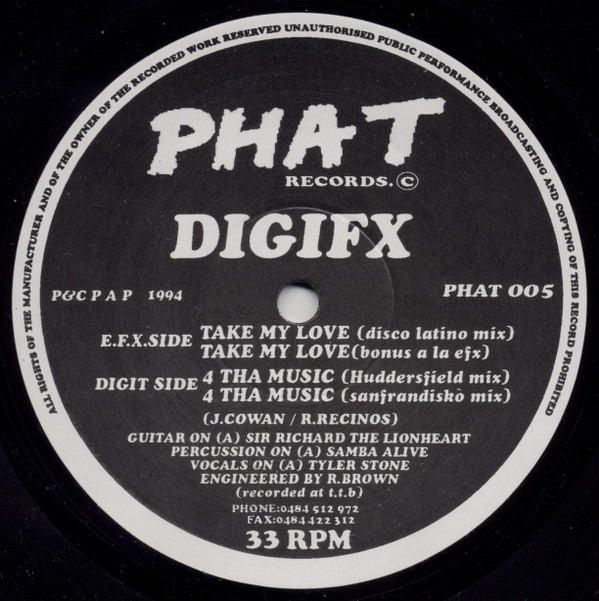 ALL RIGHTS OF THE MANUFACTURER AND OF THE OWNER OF THE RECORDED WORK RESERVED UNAUTHORISED PUBLIC PERFORMANCE BROADCASTING AND COPYING OF THIS RECORD PROHIBITED
PHAT
RECORDS. ©
DIGIFX
P&C P A P 1994 PHAT 005
E.F.X.SIDE TAKE MY LOVE (disco latino mix)
TAKE MY LOVE(bonus a la efx)
DIGIT SIDE 4 THA MUSIC (Huddersfield mix)
4 THA MUSIC (sanfrandisko mix)
(J.COWAN / R.RECINOS)
GUITAR ON (A) SIR RICHARD THE LIONHEART
PERCUSSION ON (A) SAMBA ALIVE
VOCALS ON (A) TYLER STONE
ENGINEERED BY R.BROWN
(recorded at t.t.b)
PHONE:0484 512 972
FAX:0484 422 312
33 RPM